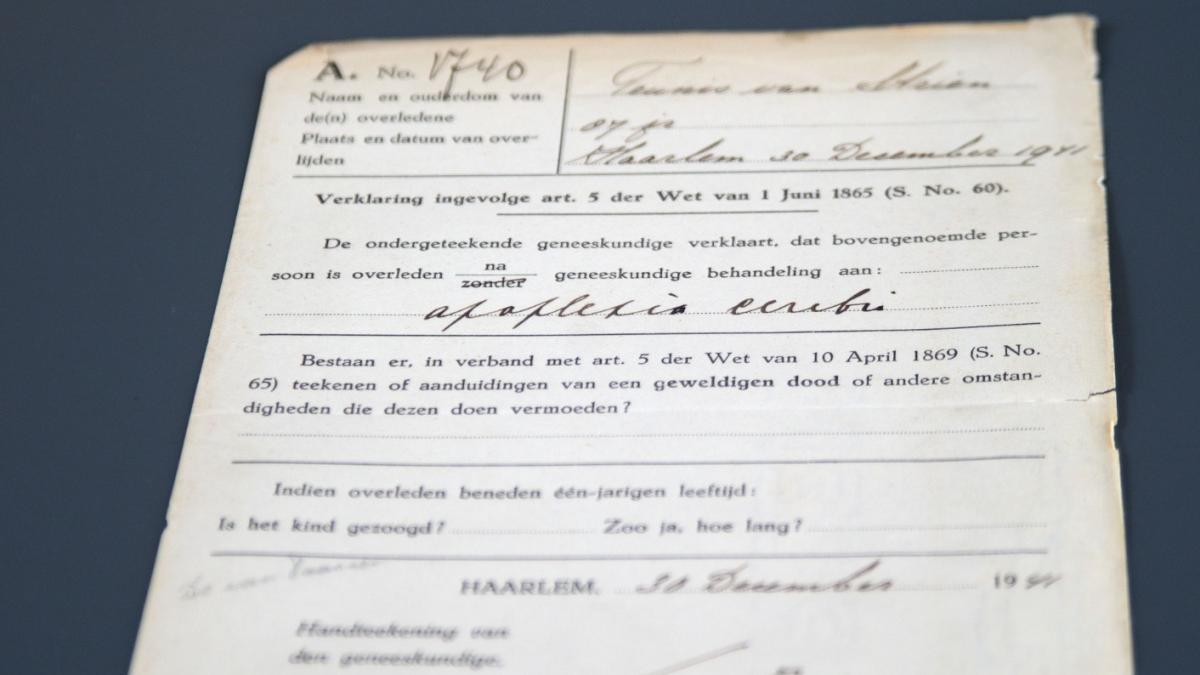 A. No. 1740
Naam en ouderdom van
de(n) overledene
Plaats en datum van over-
lijden
Teunis van
jr
Haarlem 30 December 1941
Verklaring ingevolge art. 5 der Wet van 1 Juni 1865 (S. No. 60).
De ondergeteekende geneeskundige verklaart, dat bovengenoemde per-
soon is overleden na
zonder geneeskundige behandeling aan:
apoplexia cerebri
Bestaan er, in verband met art. 5 der Wet van 10 April 1869 (S. No.
65) teekenen of aanduidingen van een geweldigen dood of andere omstan-
digheden die dezen doen vermoeden?
Indien overleden beneden één-jarigen leeftijd:
Is het kind gezoogd? Zoo ja, hoe lang?
HAARLEM, 30 December 1941
Handteekening van
den geneeskundige.